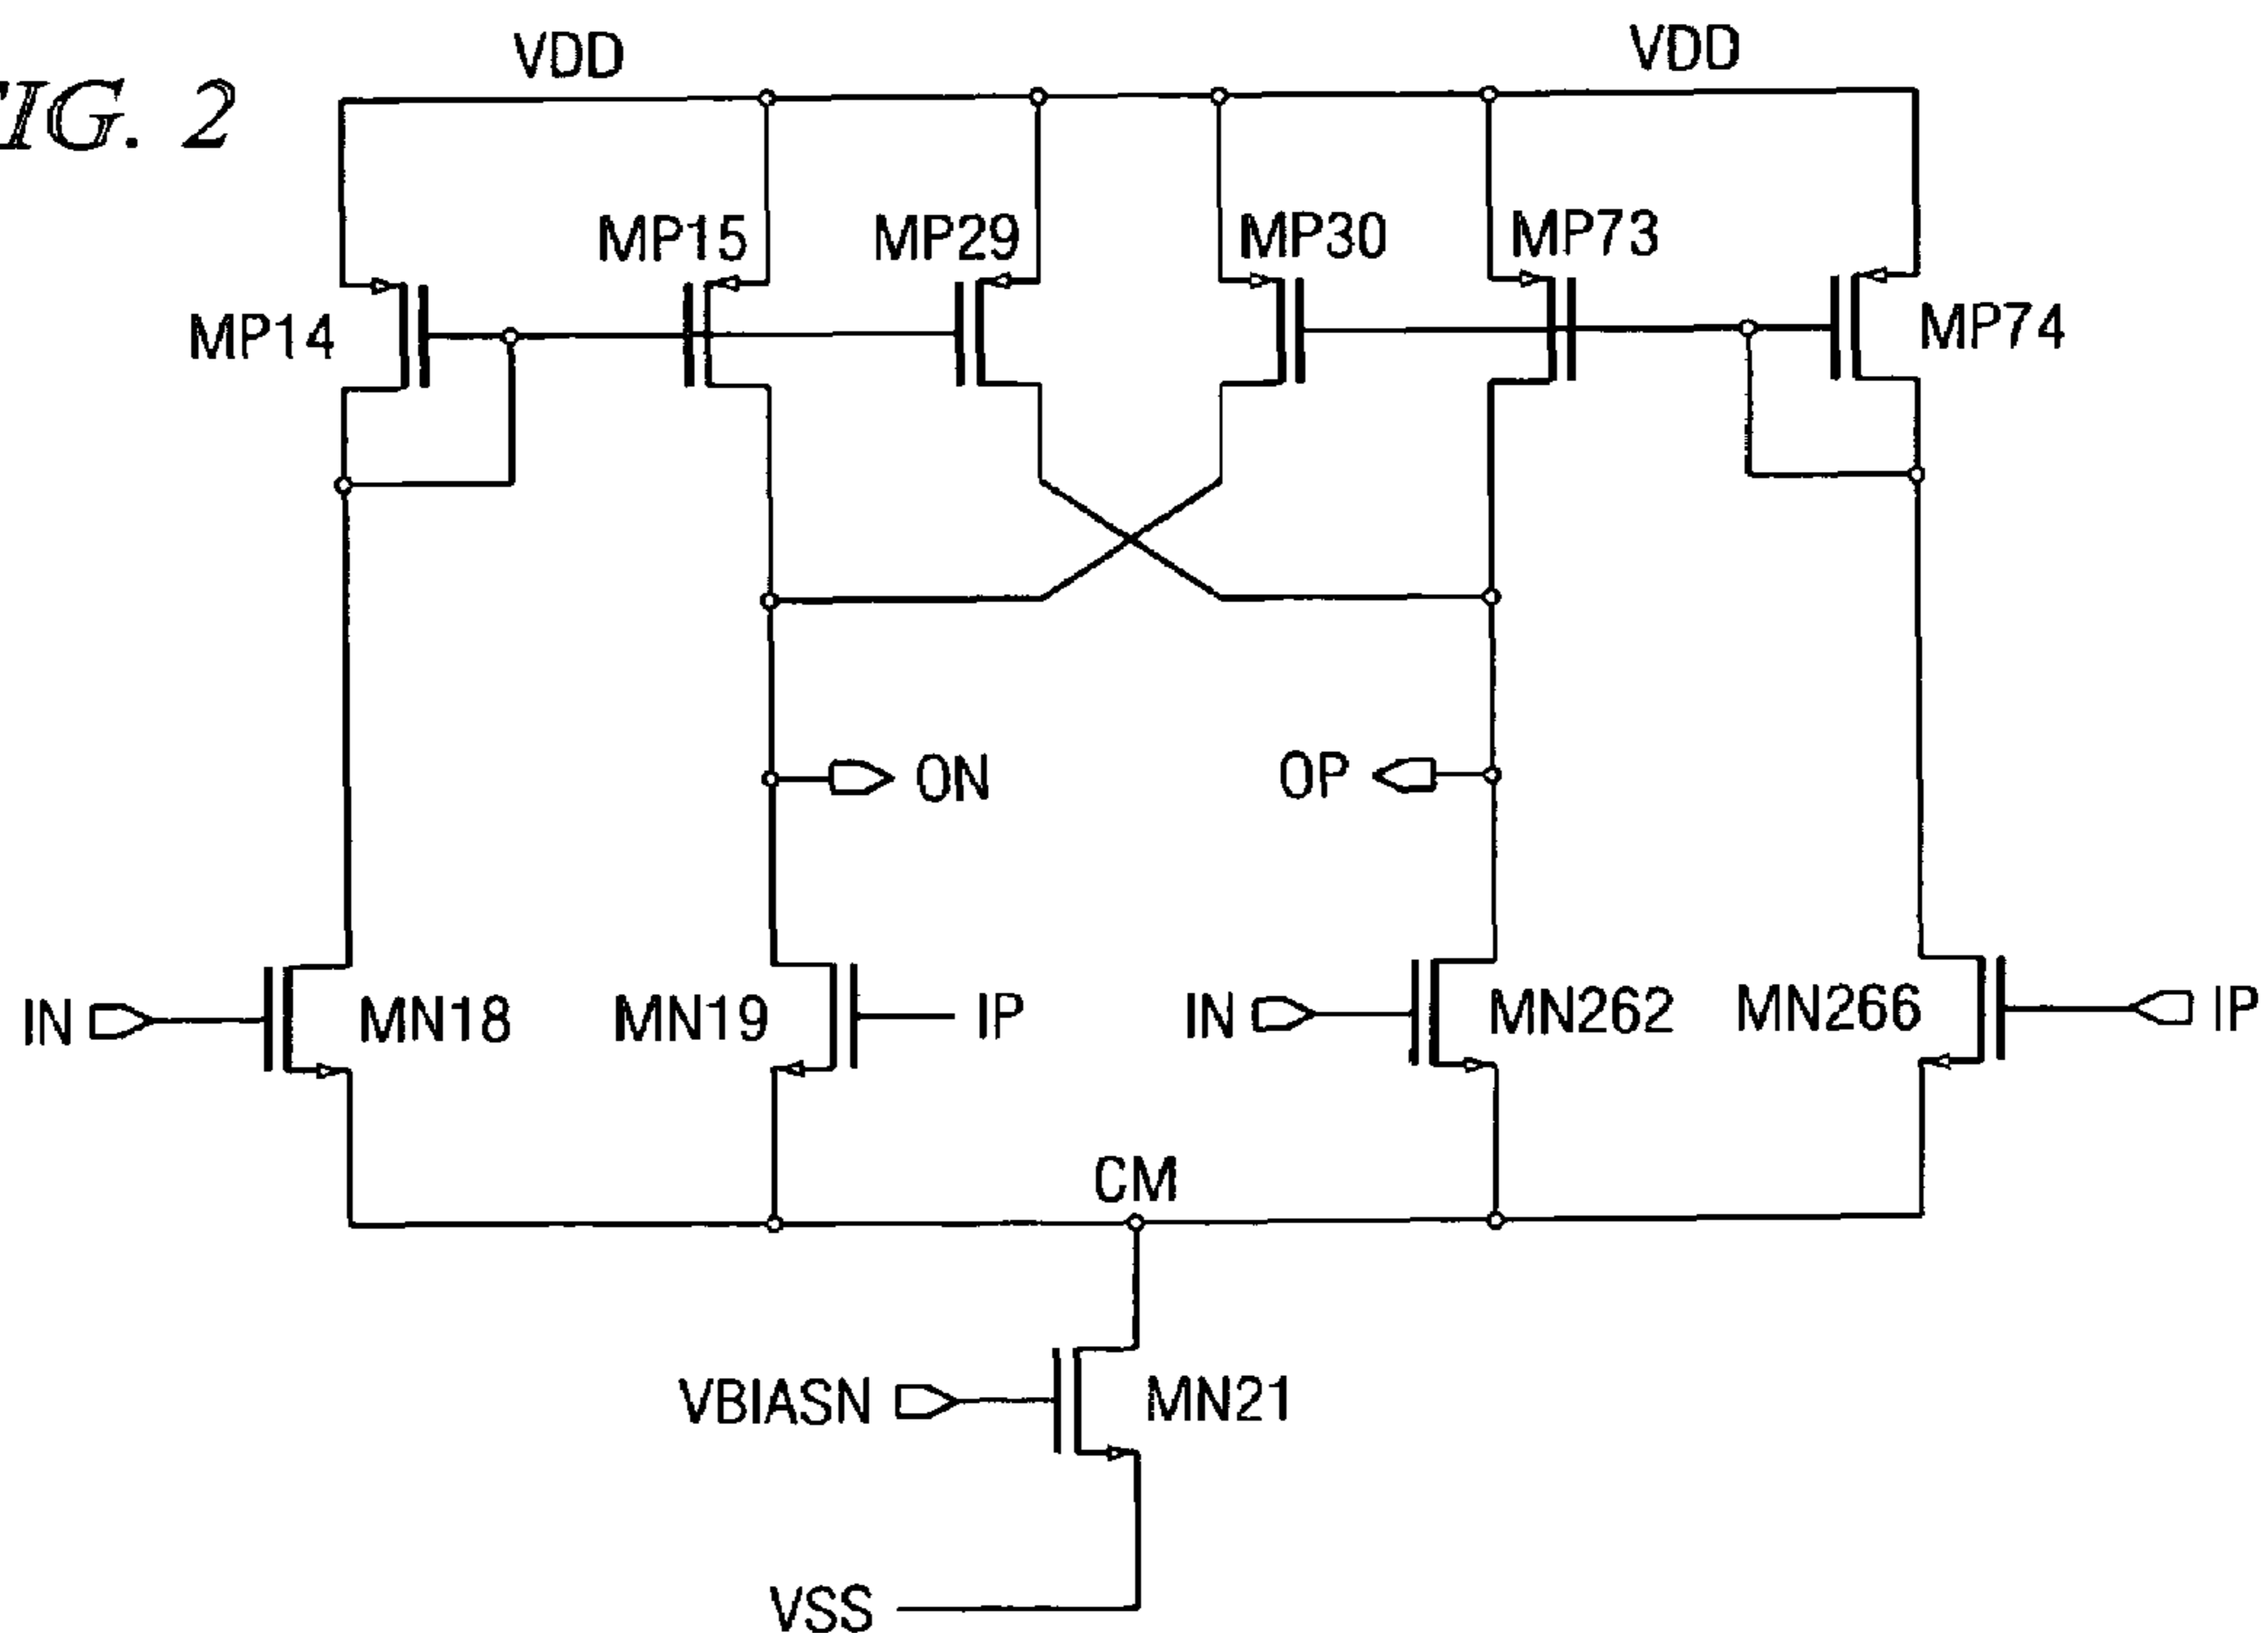 VDD VDD
FIG. 2
MP15 MP29 MP30 MP73
MP14 MP74
ON OP
IN MN18 MN19 IP IN MN262 MN266 IP
CM
VBIASN MN21
VSS